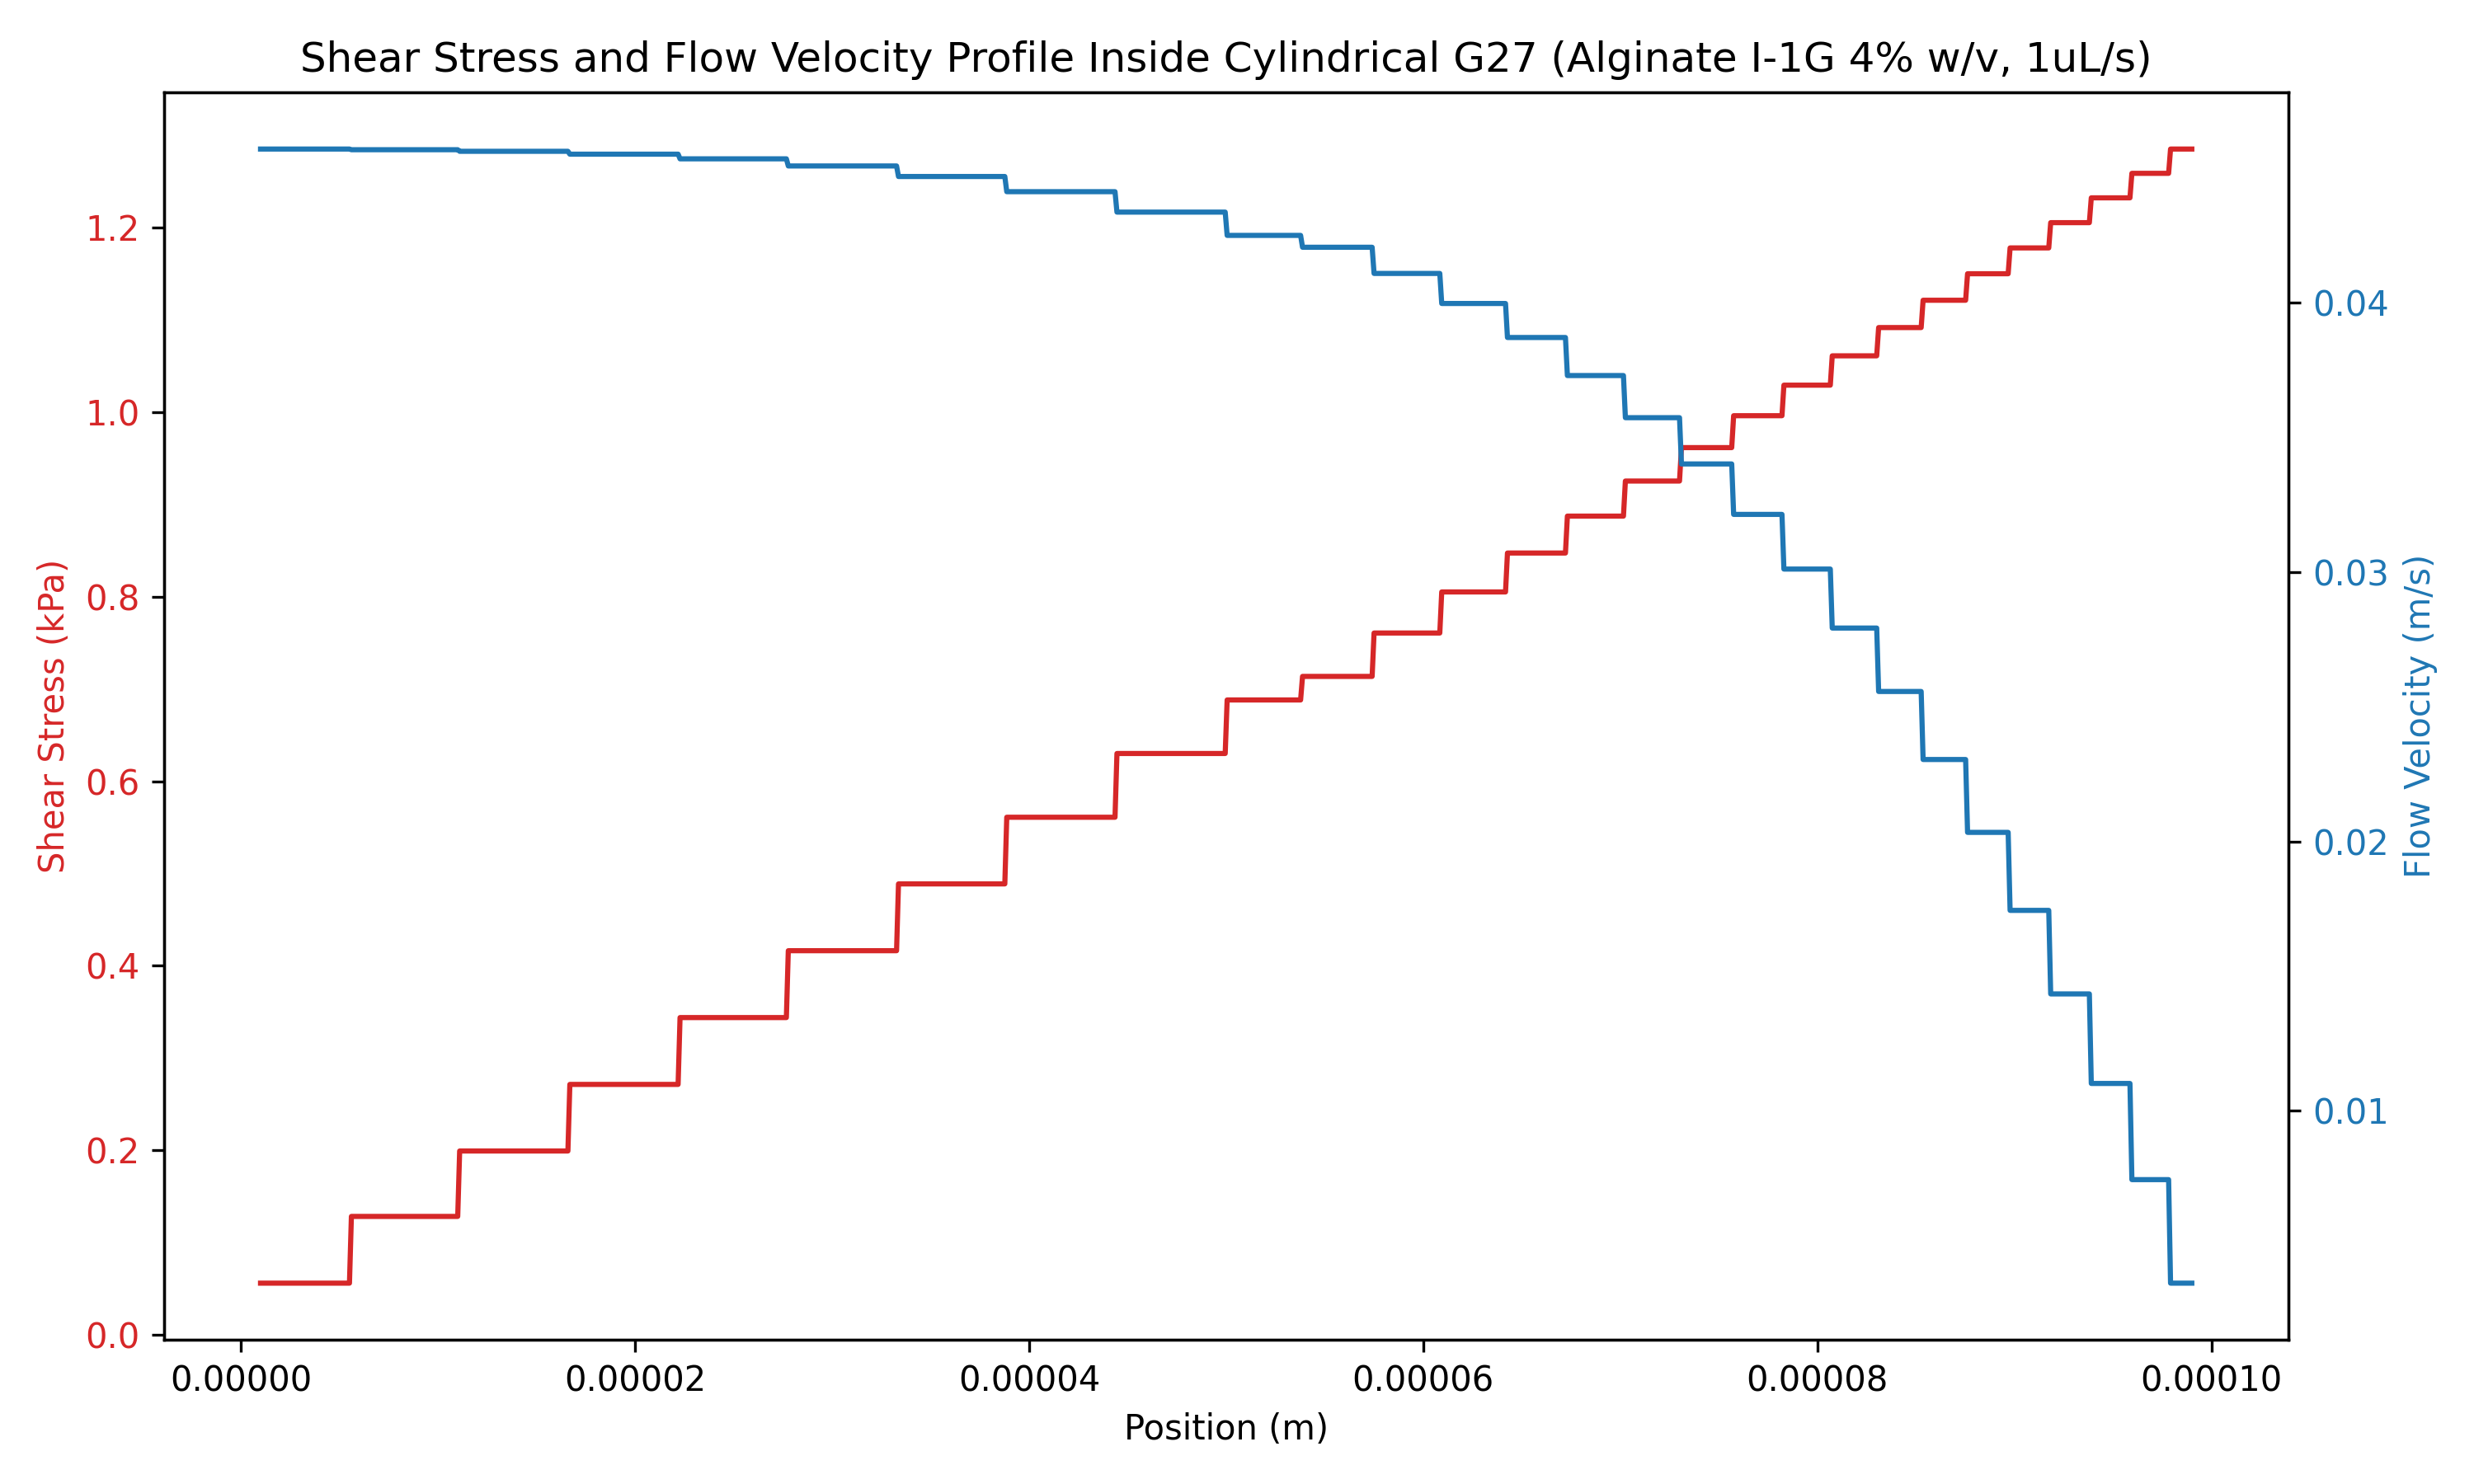 Shear Stress and Flow Velocity Profile Inside Cylindrical G27 (Alginate I-1G 4% w/v, 1uL/s)
Shear Stress (kPa)
1.2
1.0
0.8
0.6
0.4
0.2
0.0
0.04
0.03
0.02
0.01
Flow Velocity (m/s)
0.00000 0.00002 0.00004 0.00006 0.00008 0.00010
Position (m)